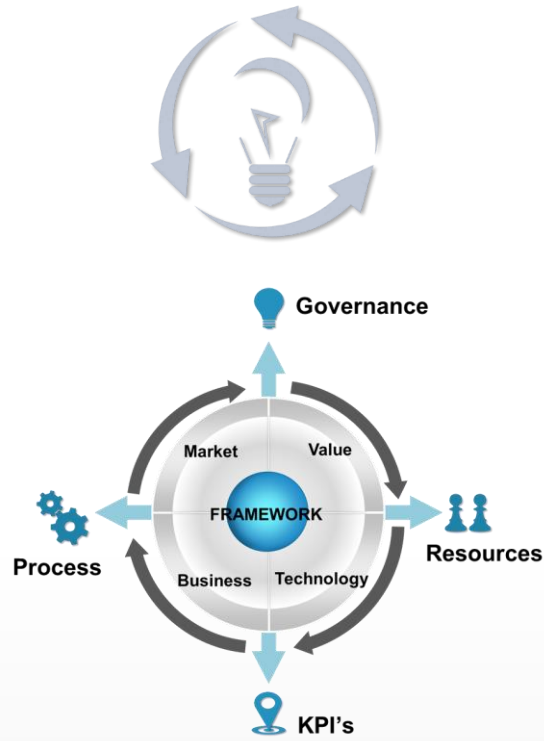 Governance
Market
Value
FRAMEWORK
Process
Resources
Business
Technology
KPI's